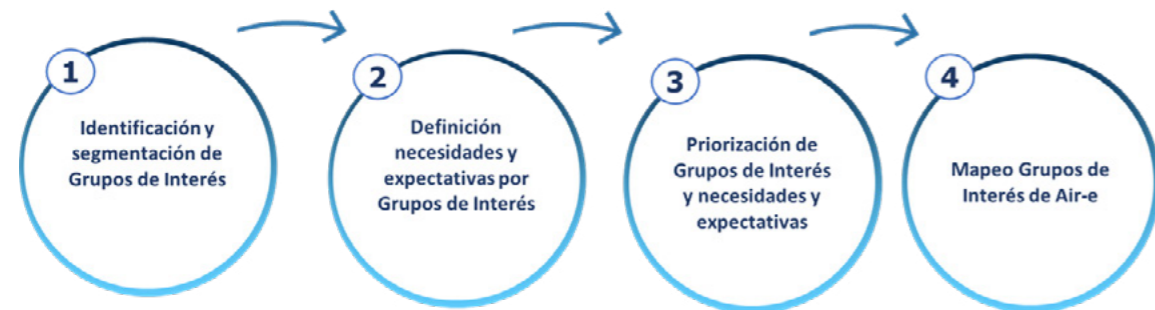 1
Identificación y
segmentación de
Grupos de Interés
2
Definición
necesidades y
expectativas por
Grupos de Interés
3
Priorización de
Grupos de Interés
y necesidades y
expectativas
4
Mapeo Grupos de
Interés de Air-e